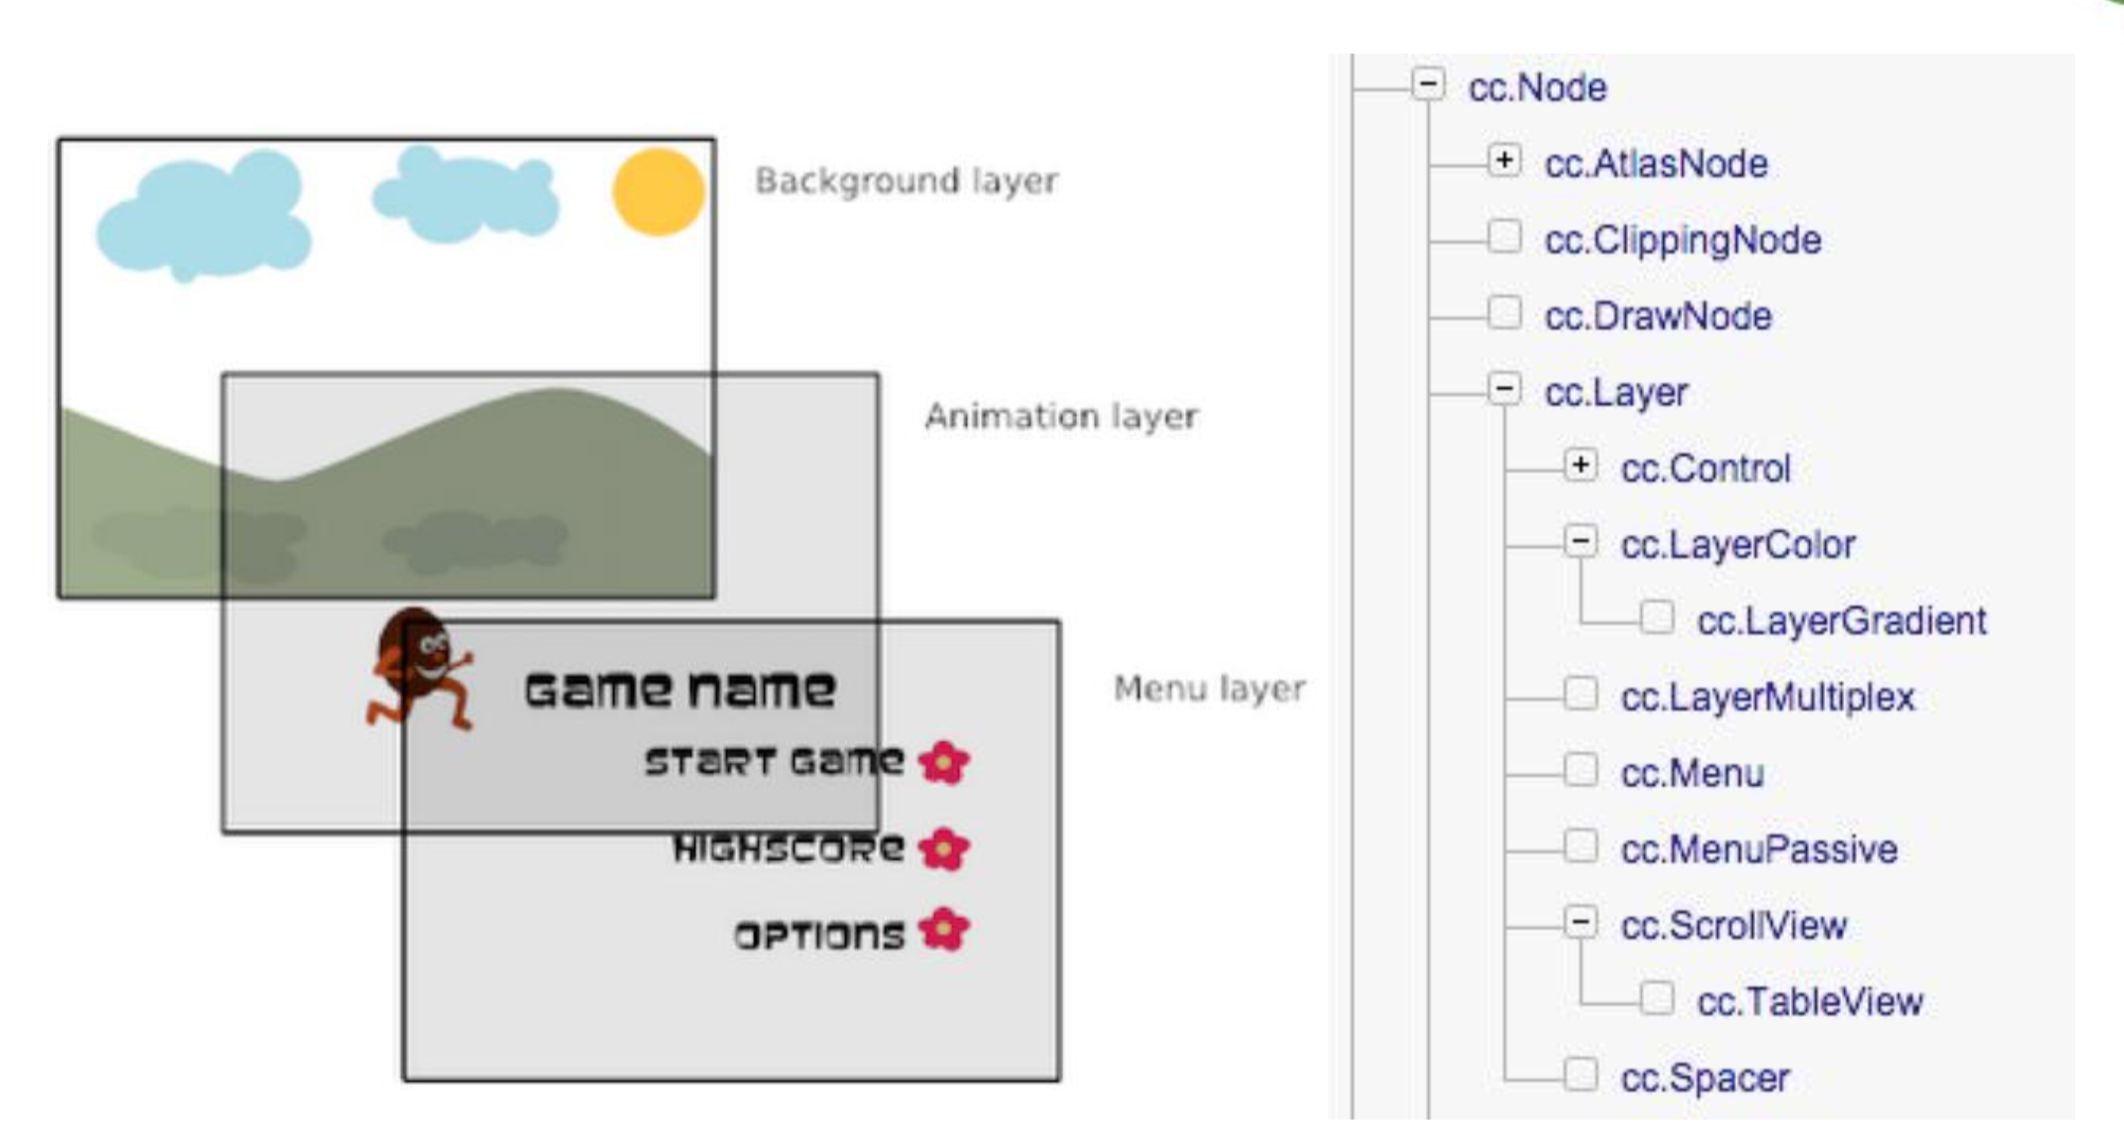 Background layer
Animation layer
Game name
START Game
HIGHSCORE
OPTIONS
Menu layer
cc.Node
cc.AtlasNode
cc.ClippingNode
cc.DrawNode
cc.Layer
cc.Control
cc.LayerColor
cc.LayerGradient
cc.LayerMultiplex
cc.Menu
cc.MenuPassive
cc.ScrollView
cc.TableView
cc.Spacer